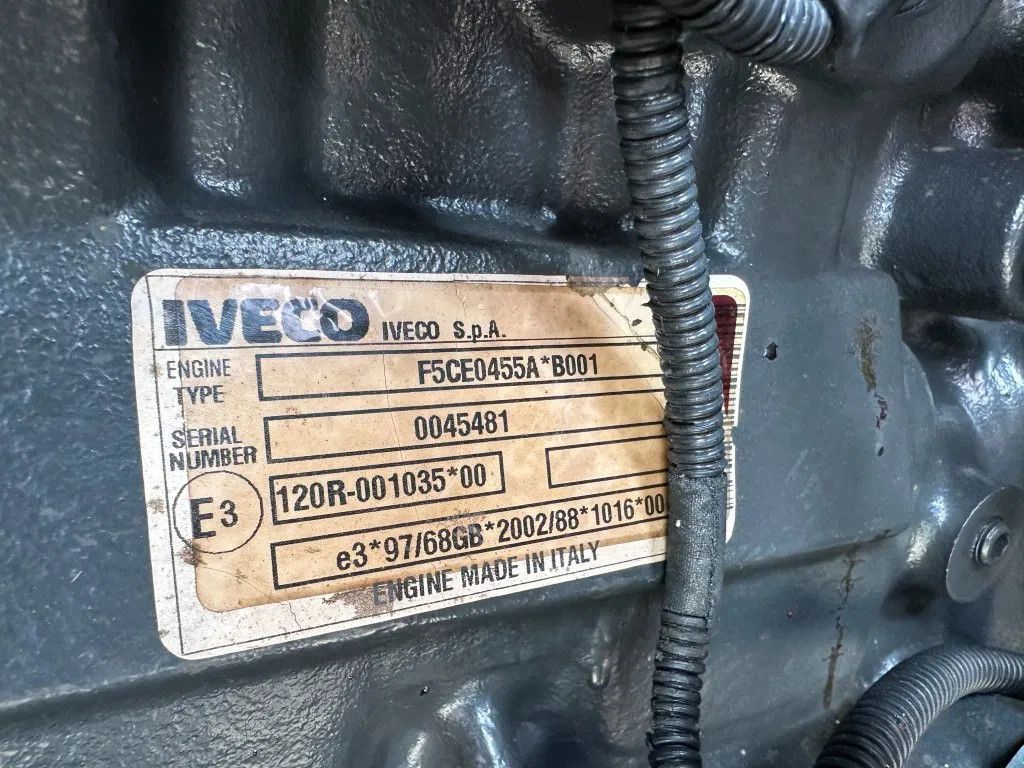 IVECO IVECO S.p.A.
ENGINE TYPE F5CE0455A*B001
SERIAL NUMBER 0045481
E3 120R-001035*00
e3*97/68GB*2002/88*1016*00
ENGINE MADE IN ITALY